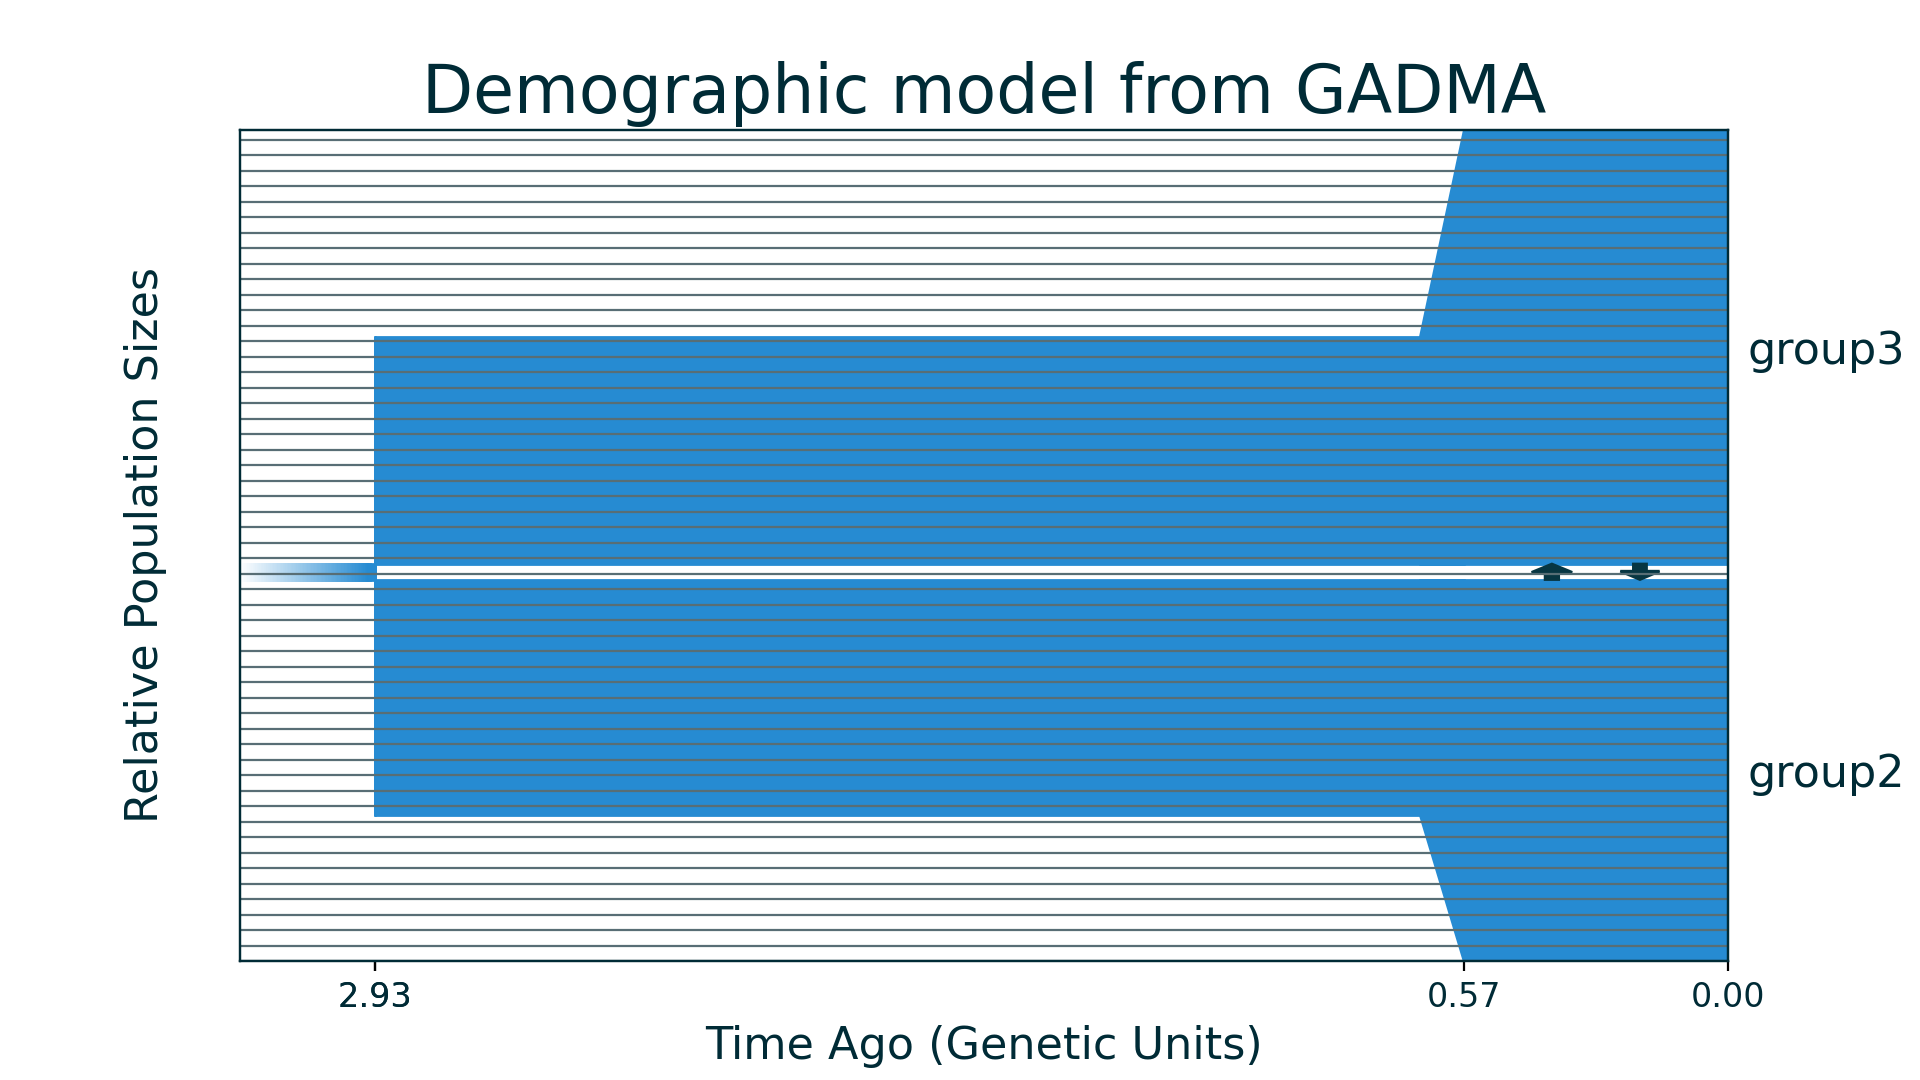 Demographic model from GADMA
Relative Population Sizes
group3
group2
2.93
0.57
0.00
Time Ago (Genetic Units)